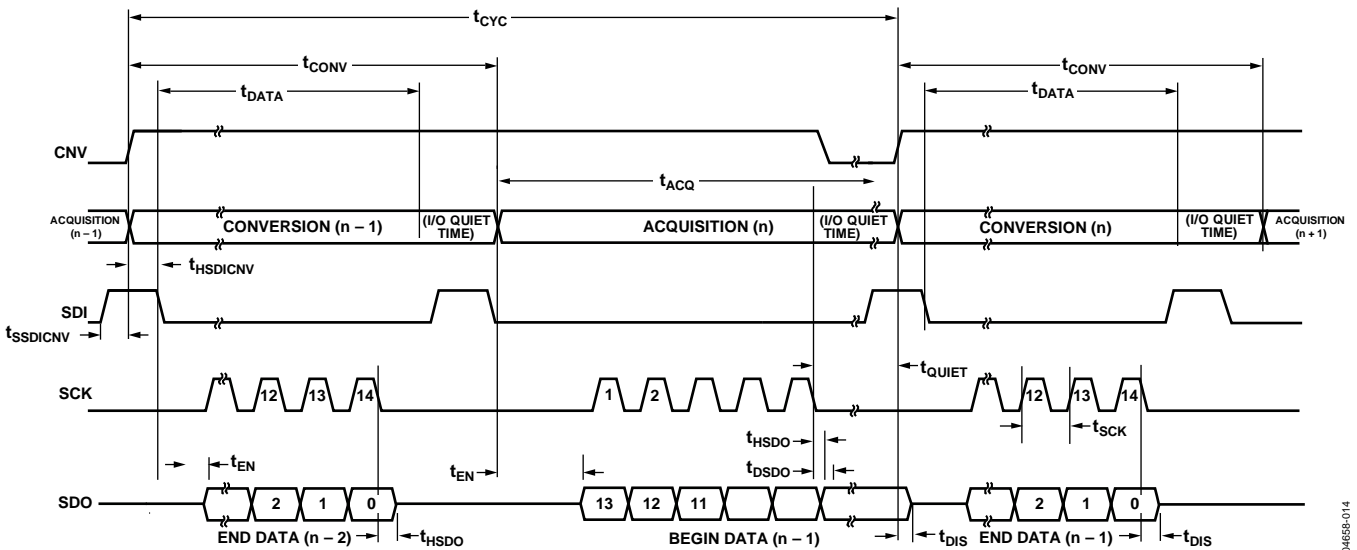 tCYC
tCONV
tCONV
tDATA
tDATA
CNV
tACQ
ACQUISITION
(n – 1)
CONVERSION (n – 1)
(I/O QUIET
TIME)
ACQUISITION (n)
(I/O QUIET
TIME)
CONVERSION (n)
(I/O QUIET
TIME)
ACQUISITION
(n + 1)
tHSDICNV
SDI
tSSDICNV
tQUIET
SCK
12
13
14
1
2
12
13
14
tSCK
tHSDO
tEN
tEN
tDSDO
SDO
2
1
0
13
12
11
2
1
0
END DATA (n – 2)
tHSDO
BEGIN DATA (n – 1)
tDIS
END DATA (n – 1)
tDIS
04658-014